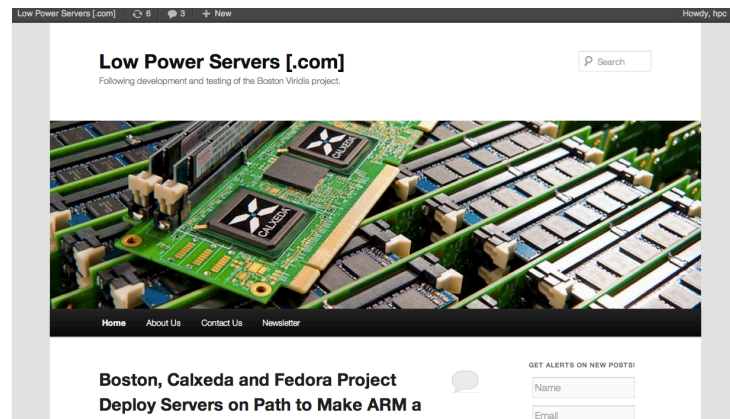 Low Power Servers [.com] 6 3 + New Howdy, hpc
Low Power Servers [.com]
Following development and testing of the Boston Viridis project.
Search
CALXEDA
CALXEDA
Home About Us Contact Us Newsletter
Boston, Calxeda and Fedora Project
Deploy Servers on Path to Make ARM a
GET ALERTS ON NEW POSTS!
Name
Email